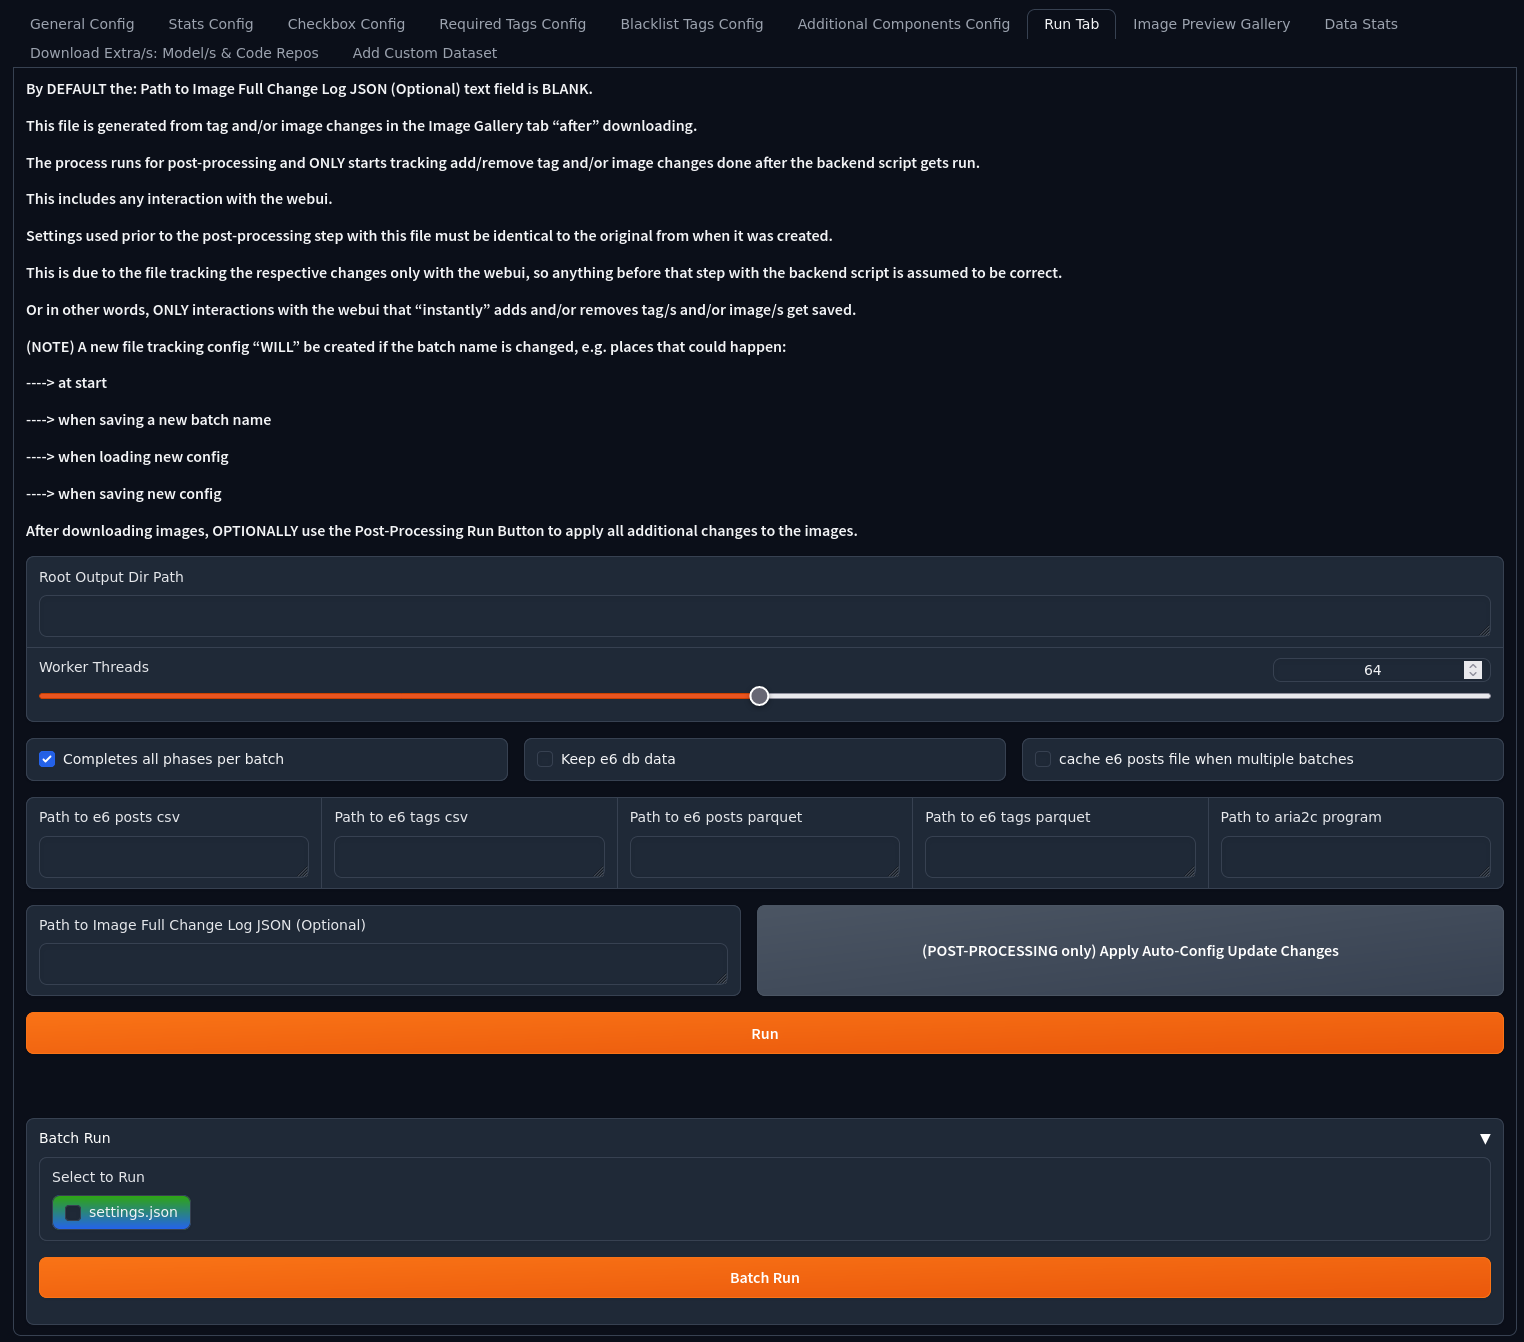 General Config Stats Config Checkbox Config Required Tags Config Blacklist Tags Config Additional Components Config Run Tab Image Preview Gallery Data Stats
Download Extra/s: Model/s & Code Repos Add Custom Dataset
By DEFAULT the: Path to Image Full Change Log JSON (Optional) text field is BLANK.
This file is generated from tag and/or image changes in the Image Gallery tab “after” downloading.
The process runs for post-processing and ONLY starts tracking add/remove tag and/or image changes done after the backend script gets run.
This includes any interaction with the webui.
Settings used prior to the post-processing step with this file must be identical to the original from when it was created.
This is due to the file tracking the respective changes only with the webui, so anything before that step with the backend script is assumed to be correct.
Or in other words, ONLY interactions with the webui that “instantly” adds and/or removes tag/s and/or image/s get saved.
(NOTE) A new file tracking config “WILL” be created if the batch name is changed, e.g. places that could happen:
----> at start
----> when saving a new batch name
----> when loading new config
----> when saving new config
After downloading images, OPTIONALLY use the Post-Processing Run Button to apply all additional changes to the images.
Root Output Dir Path
Worker Threads 64
Completes all phases per batch Keep e6 db data cache e6 posts file when multiple batches
Path to e6 posts csv Path to e6 tags csv Path to e6 posts parquet Path to e6 tags parquet Path to aria2c program
Path to Image Full Change Log JSON (Optional)
(POST-PROCESSING only) Apply Auto-Config Update Changes
Run
Batch Run ▼
Select to Run
settings.json
Batch Run